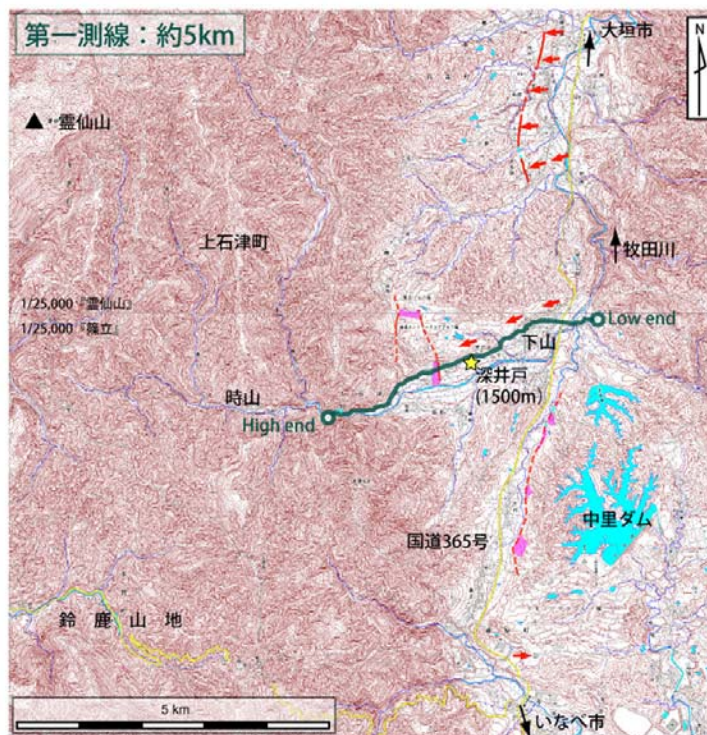 第一測線：約5km
N
大垣市
霊仙山
上石津町
牧田川
1/25,000『霊仙山』
1/25,000『篠立』
Low end
下山
深井戸
(1500m)
時山
High end
中里ダム
国道365号
鈴鹿山地
5 km
いなべ市